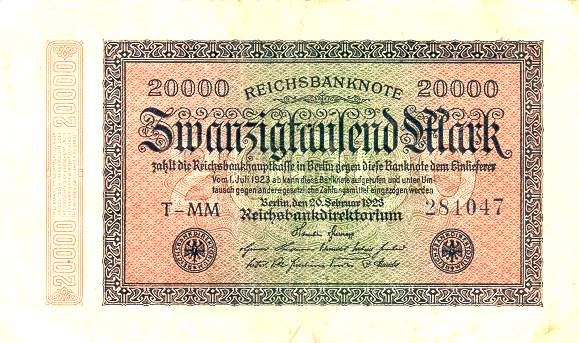 20000 REICHSBANKNOTE 20000
Zwanzigtausend Mark
zahlt die Reichsbankhauptkasse in Berlin gegen diese Banknote dem Einlieferer
Vom 1. Juli 1923 ab kann diese Banknote aufgerufen und unter Um
tausch gegen andere gesetzliche Zahlungsmittel eingezogen werden
Berlin, den 20. Februar 1923
T-MM Reichsbankdirektorium 281047
20000
20000